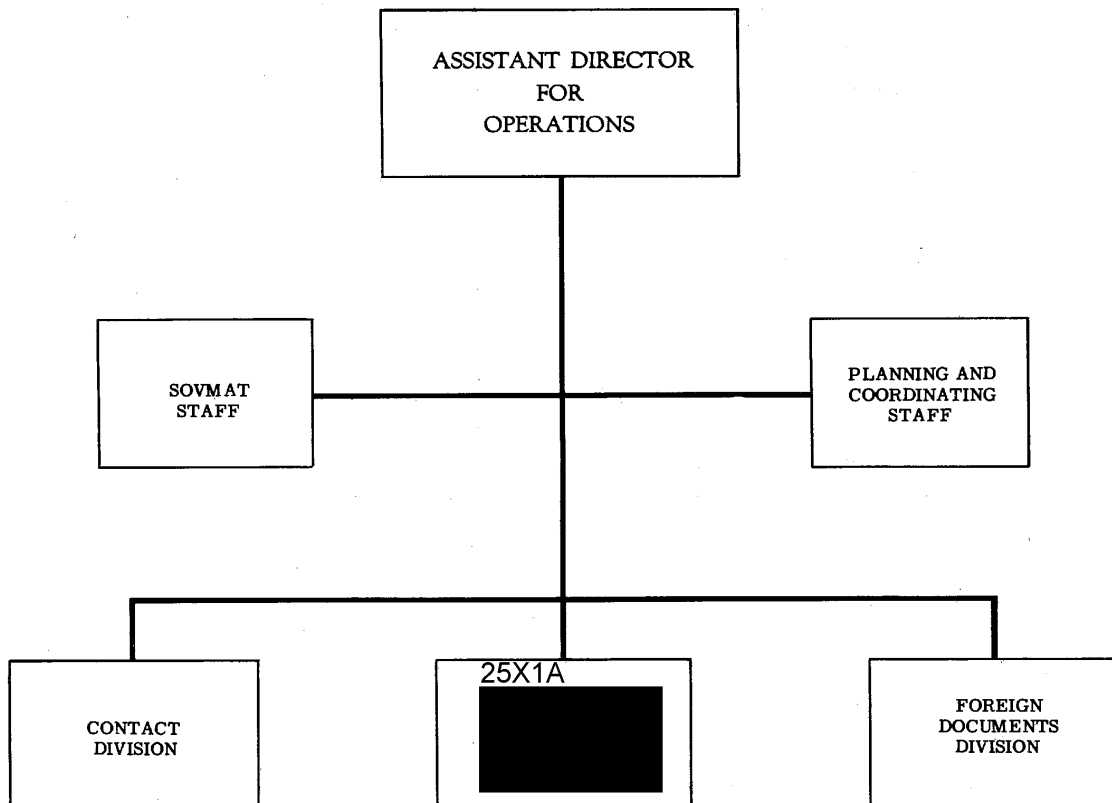 ASSISTANT DIRECTOR
FOR
OPERATIONS
SOVMAT
STAFF
PLANNING AND
COORDINATING
STAFF
CONTACT
DIVISION
25X1A
FOREIGN
DOCUMENTS
DIVISION